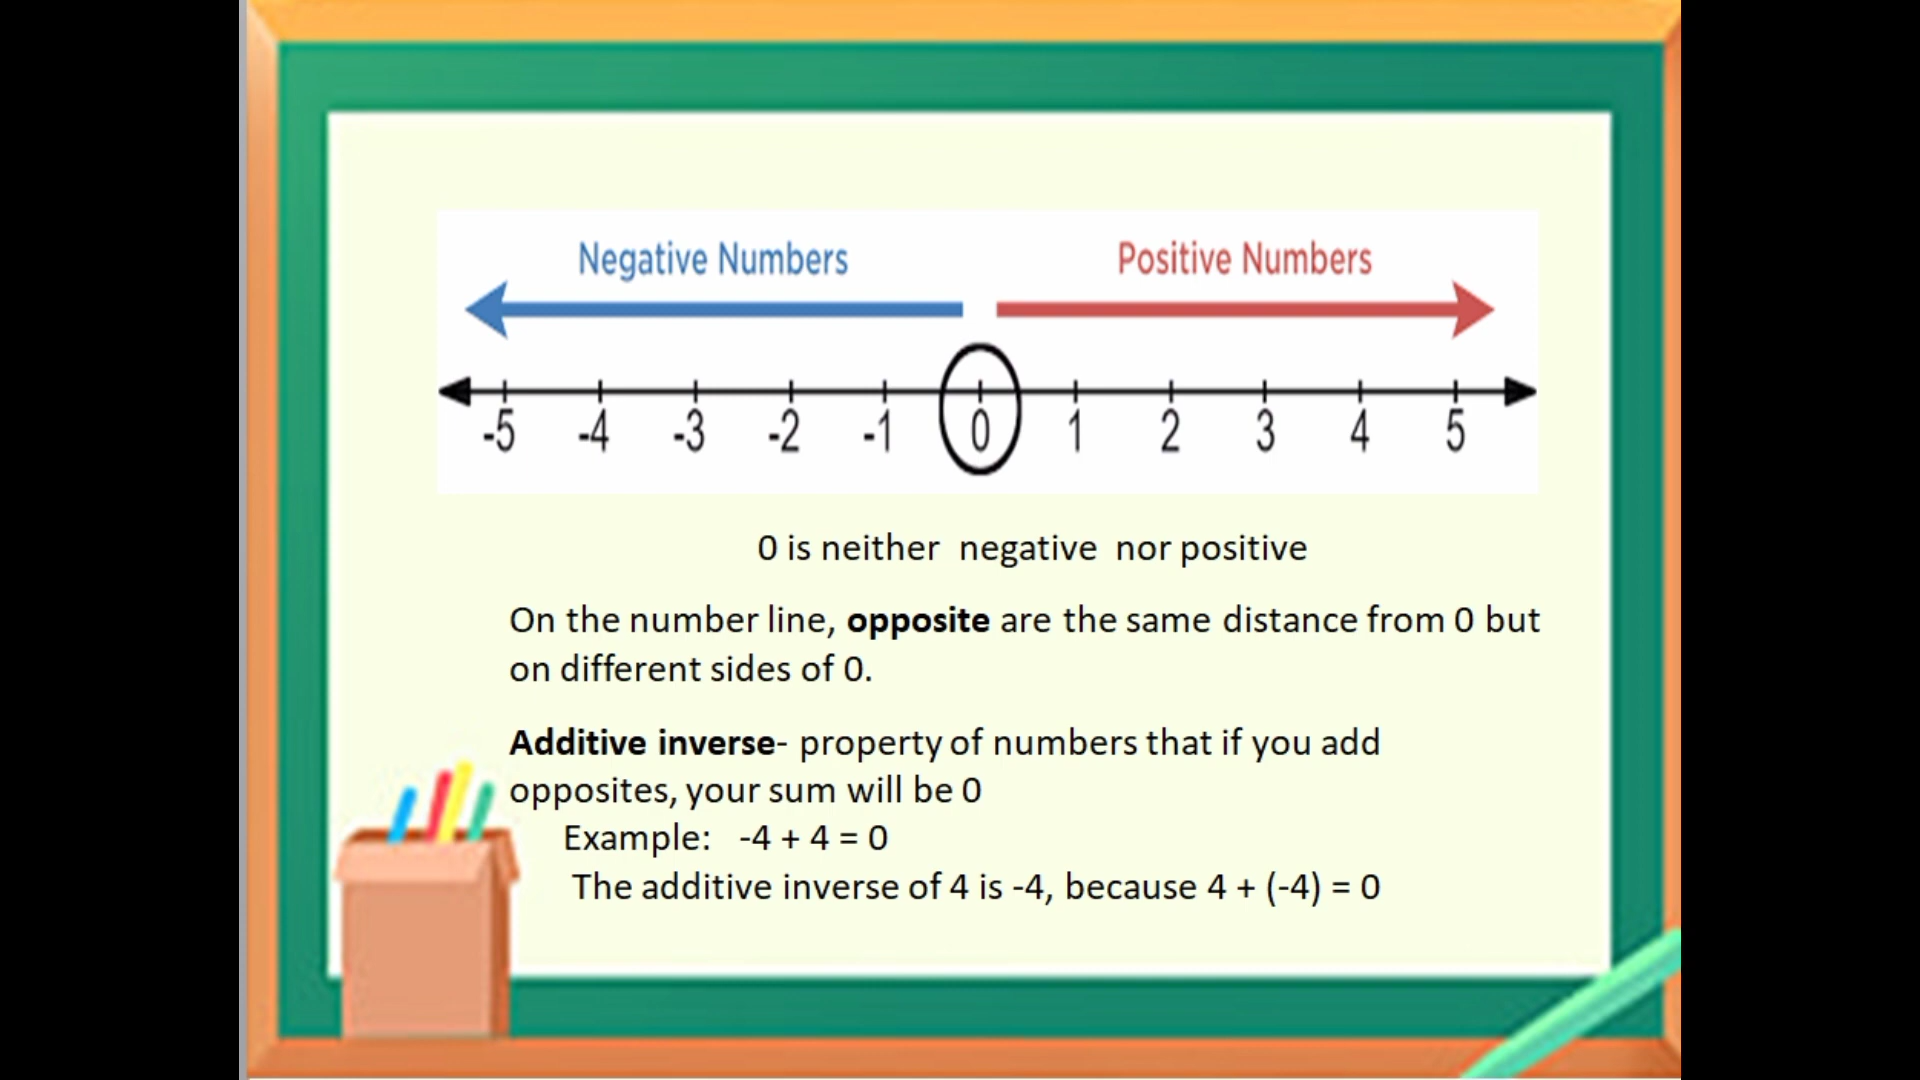 Negative Numbers Positive Numbers
-5 -4 -3 -2 -1 0 1 2 3 4 5
0 is neither negative nor positive
On the number line, opposite are the same distance from 0 but
on different sides of 0.
Additive inverse- property of numbers that if you add
opposites, your sum will be 0
Example: -4 + 4 = 0
The additive inverse of 4 is -4, because 4 + (-4) = 0